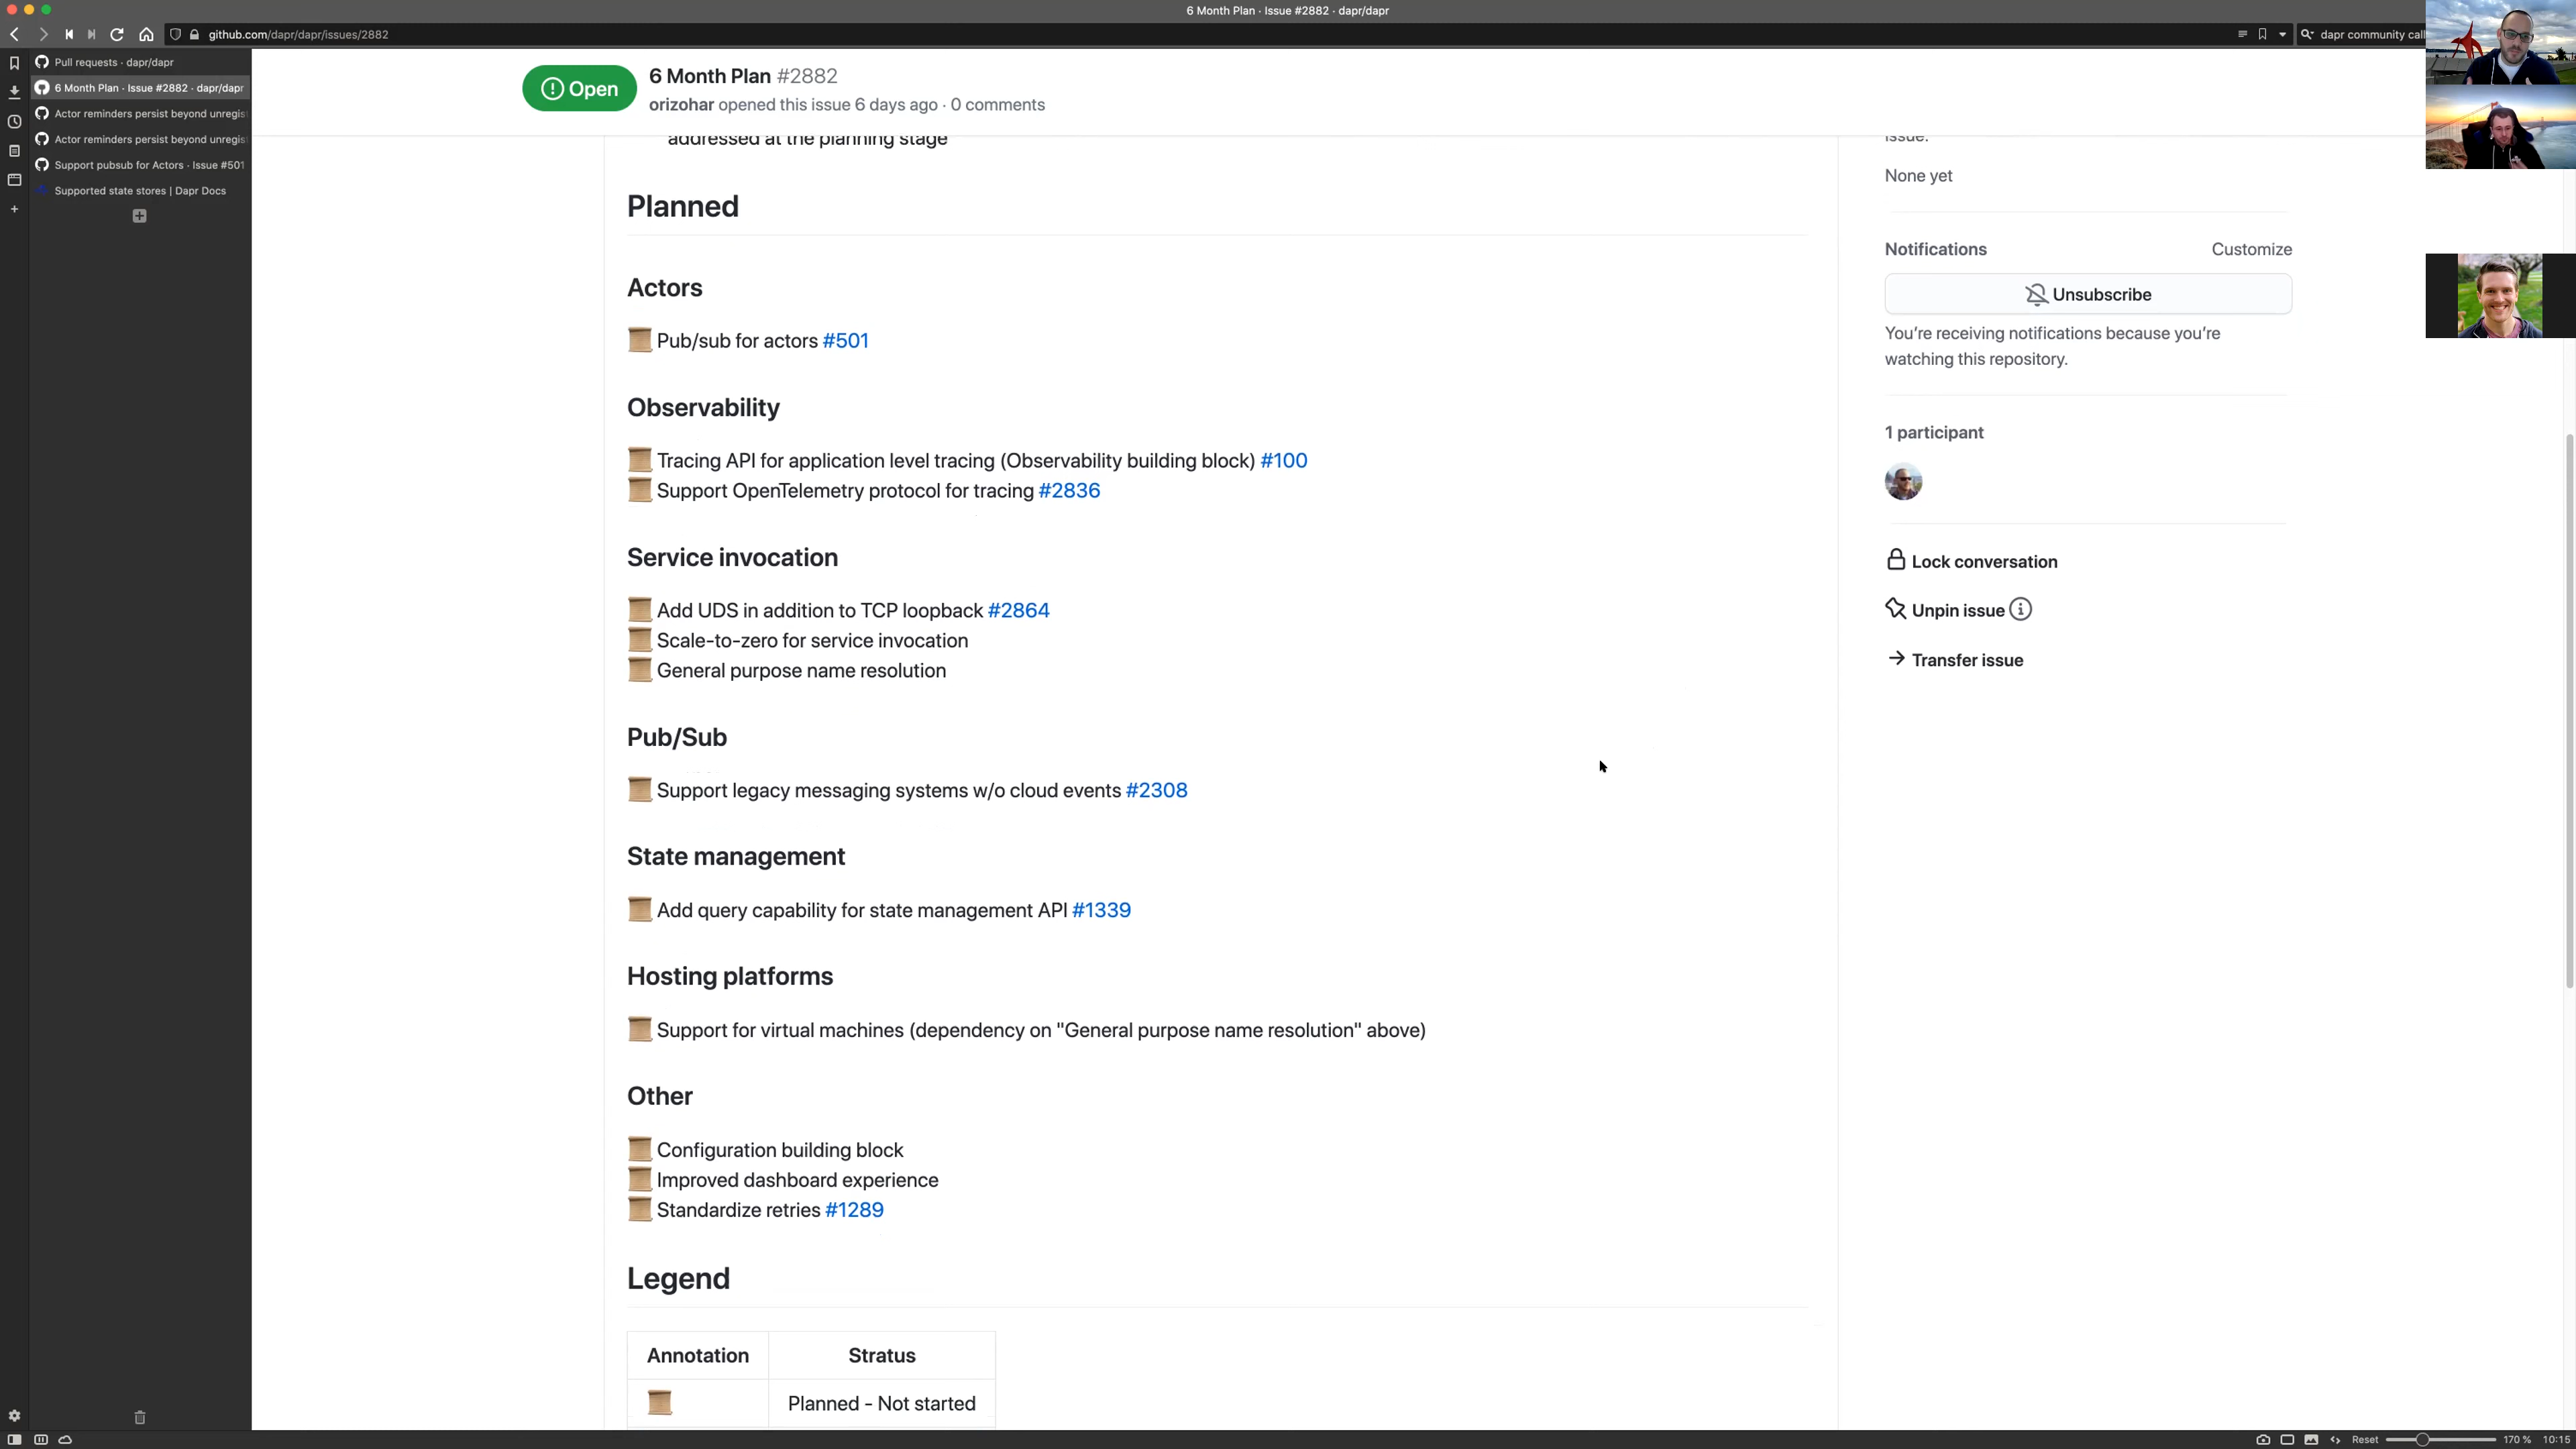 6 Month Plan · Issue #2882 · dapr/dapr
github.com/dapr/dapr/issues/2882
dapr community call
Pull requests · dapr/dapr
6 Month Plan · Issue #2882 · dapr/dapr
Actor reminders persist beyond unregis
Actor reminders persist beyond unregis
Support pubsub for Actors · Issue #501
Supported state stores | Dapr Docs
Open
6 Month Plan #2882
orizohar opened this issue 6 days ago · 0 comments
addressed at the planning stage
Planned
Actors
Pub/sub for actors #501
Observability
Tracing API for application level tracing (Observability building block) #100
Support OpenTelemetry protocol for tracing #2836
Service invocation
Add UDS in addition to TCP loopback #2864
Scale-to-zero for service invocation
General purpose name resolution
Pub/Sub
Support legacy messaging systems w/o cloud events #2308
State management
Add query capability for state management API #1339
Hosting platforms
Support for virtual machines (dependency on "General purpose name resolution" above)
Other
Configuration building block
Improved dashboard experience
Standardize retries #1289
Legend
Annotation Stratus
Planned - Not started
issue.
None yet
Notifications Customize
Unsubscribe
You're receiving notifications because you're
watching this repository.
1 participant
Lock conversation
Unpin issue
Transfer issue
Reset 170 % 10:15